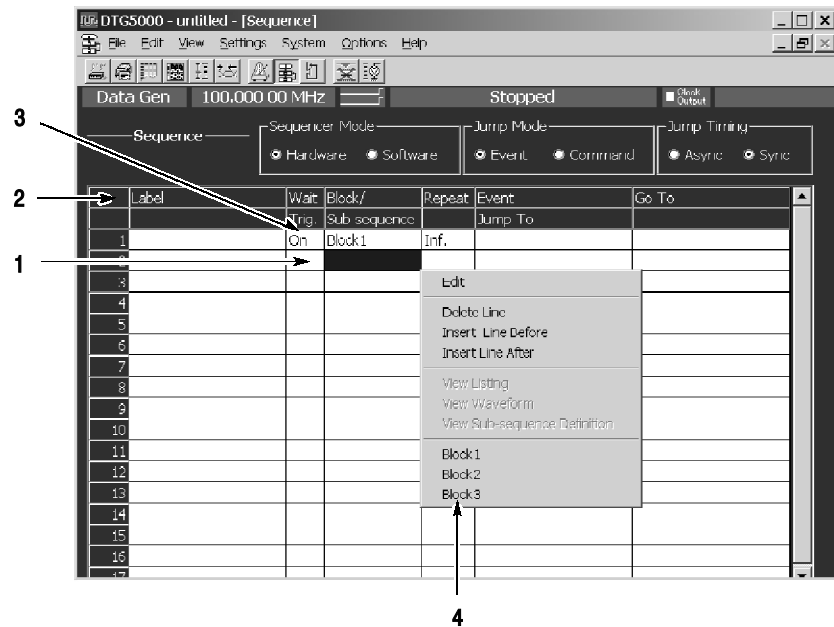 DTG5000 - untitled - [Sequence]
File Edit View Settings System Options Help
Data Gen 100.000 00 MHz Stopped Clock Output
3
Sequence
Sequencer Mode
Hardware Software
Jump Mode
Event Command
Jump Timing
Async Sync
2
Label Wait Block/ Repeat Event Go To
Trig. Sub sequence Jump To
1 On Block1 Inf.
1
2
3
4
5
6
7
8
9
10
11
12
13
14
15
16
17
Edit
Delete Line
Insert Line Before
Insert Line After
View Listing
View Waveform
View Sub-sequence Definition
Block1
Block2
Block3
4